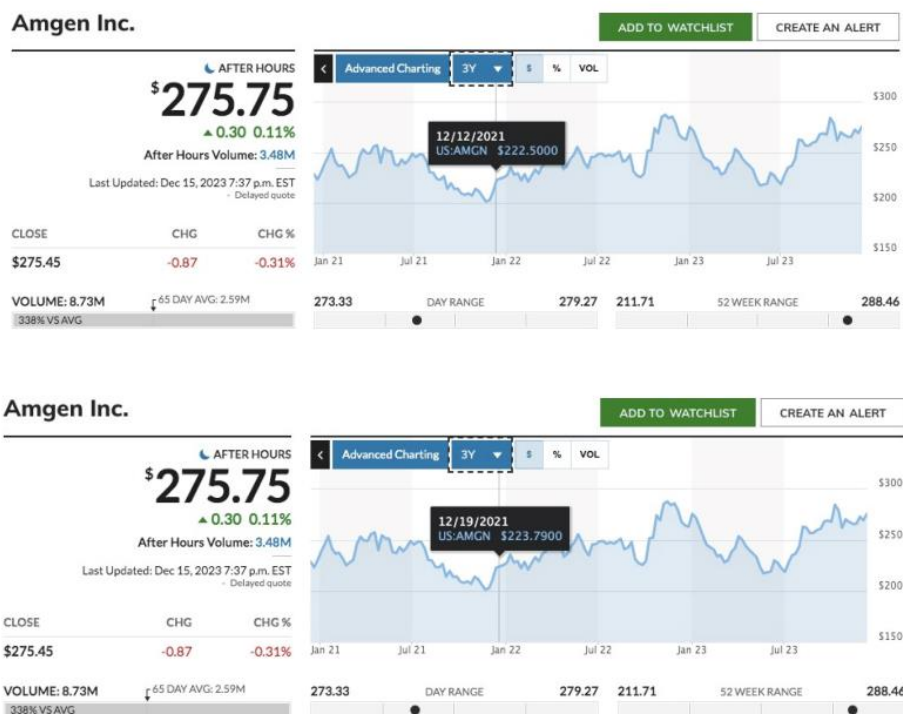 Amgen Inc.
ADD TO WATCHLIST CREATE AN ALERT
AFTER HOURS
$275.75
0.30 0.11%
After Hours Volume: 3.48M
Last Updated: Dec 15, 2023 7:37 p.m. EST
- Delayed quote
CLOSE CHG CHG %
$275.45 -0.87 -0.31%
VOLUME: 8.73M 65 DAY AVG: 2.59M
338% VS AVG
Advanced Charting 3Y $ % VOL
12/12/2021
US:AMGN $222.5000
$300
$250
$200
$150
Jan 21 Jul 21 Jan 22 Jul 22 Jan 23 Jul 23
273.33 DAY RANGE 279.27 211.71 52 WEEK RANGE 288.46
Amgen Inc.
ADD TO WATCHLIST CREATE AN ALERT
AFTER HOURS
$275.75
0.30 0.11%
After Hours Volume: 3.48M
Last Updated: Dec 15, 2023 7:37 p.m. EST
- Delayed quote
CLOSE CHG CHG %
$275.45 -0.87 -0.31%
VOLUME: 8.73M 65 DAY AVG: 2.59M
338% VS AVG
Advanced Charting 3Y $ % VOL
12/19/2021
US:AMGN $223.7900
$300
$250
$200
$150
Jan 21 Jul 21 Jan 22 Jul 22 Jan 23 Jul 23
273.33 DAY RANGE 279.27 211.71 52 WEEK RANGE 288.46